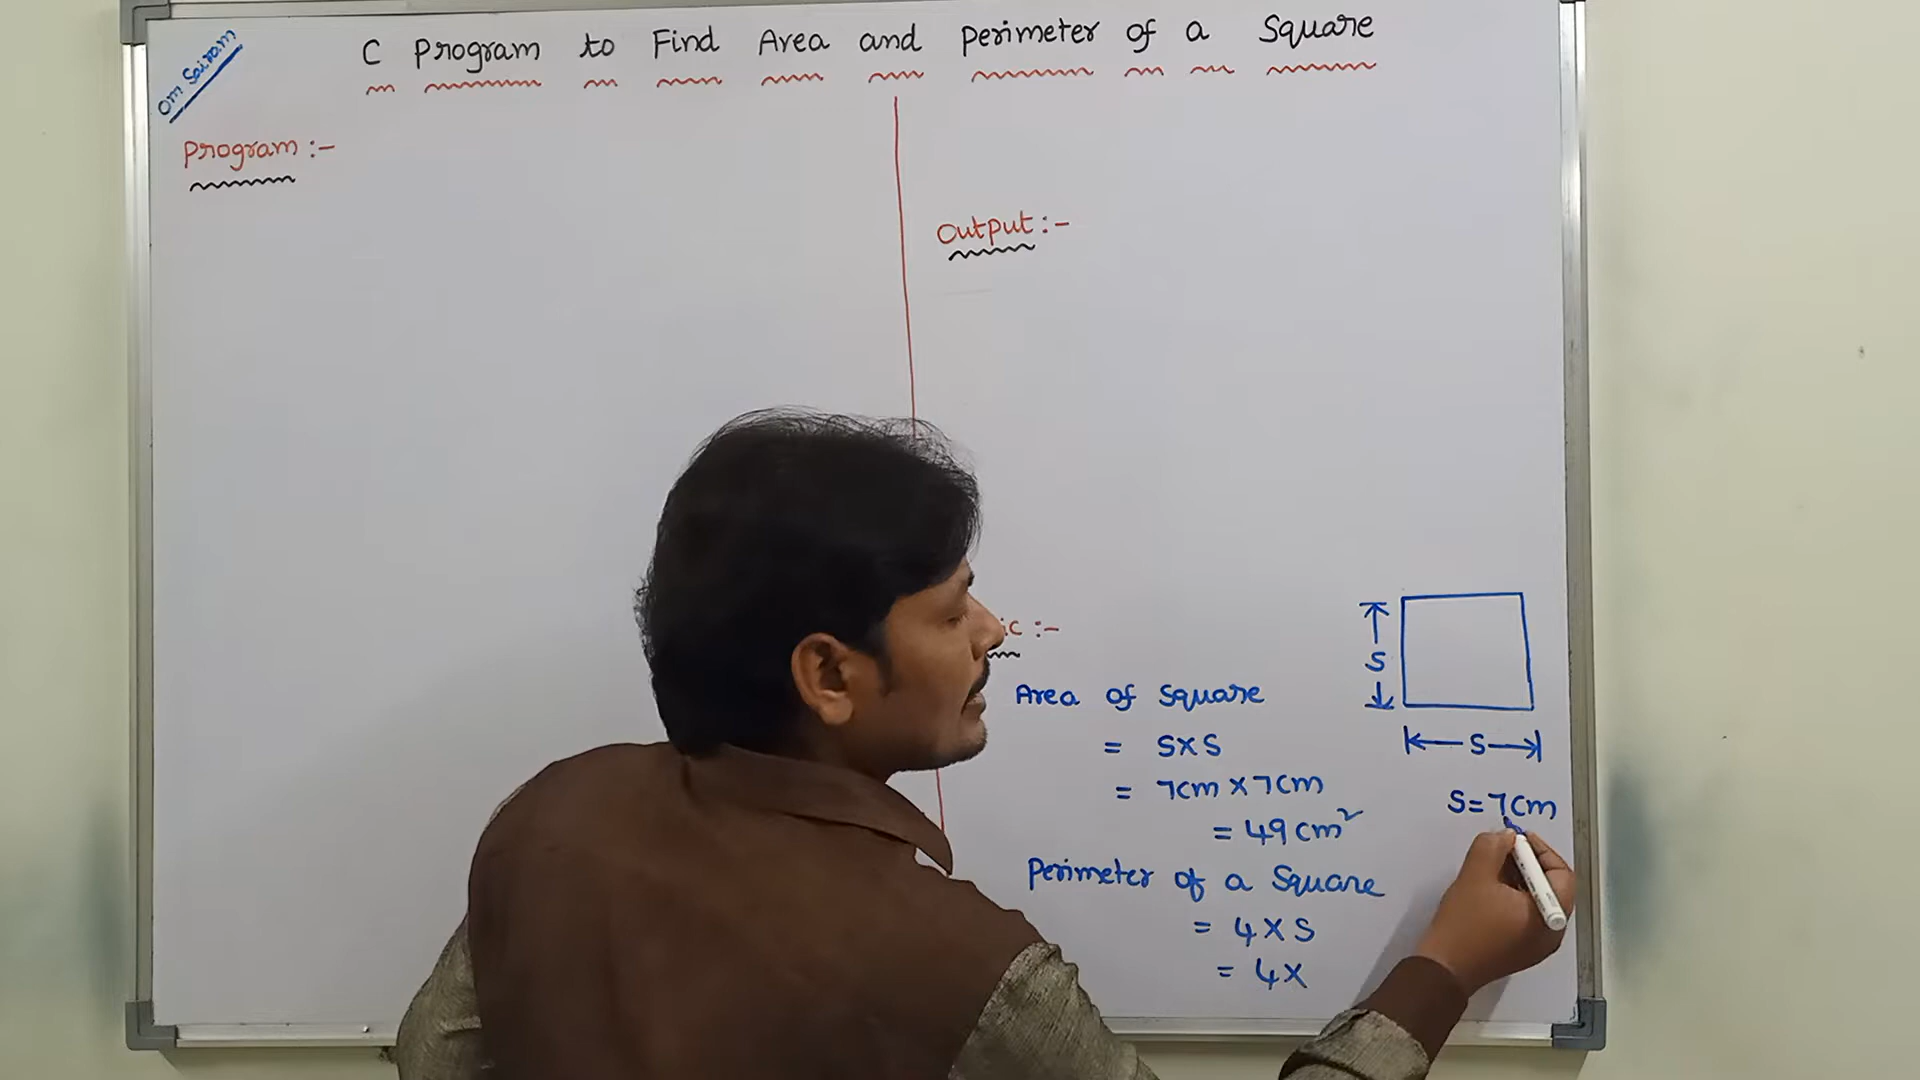 Om Sairam
C Program to Find Area and Perimeter of a Square
Program :-
Output :-
ic :-
Area of Square
= S×S
= 7cm × 7cm
= 49 cm²
Perimeter of a Square
= 4 × S
= 4 ×
S
S
S = 7cm